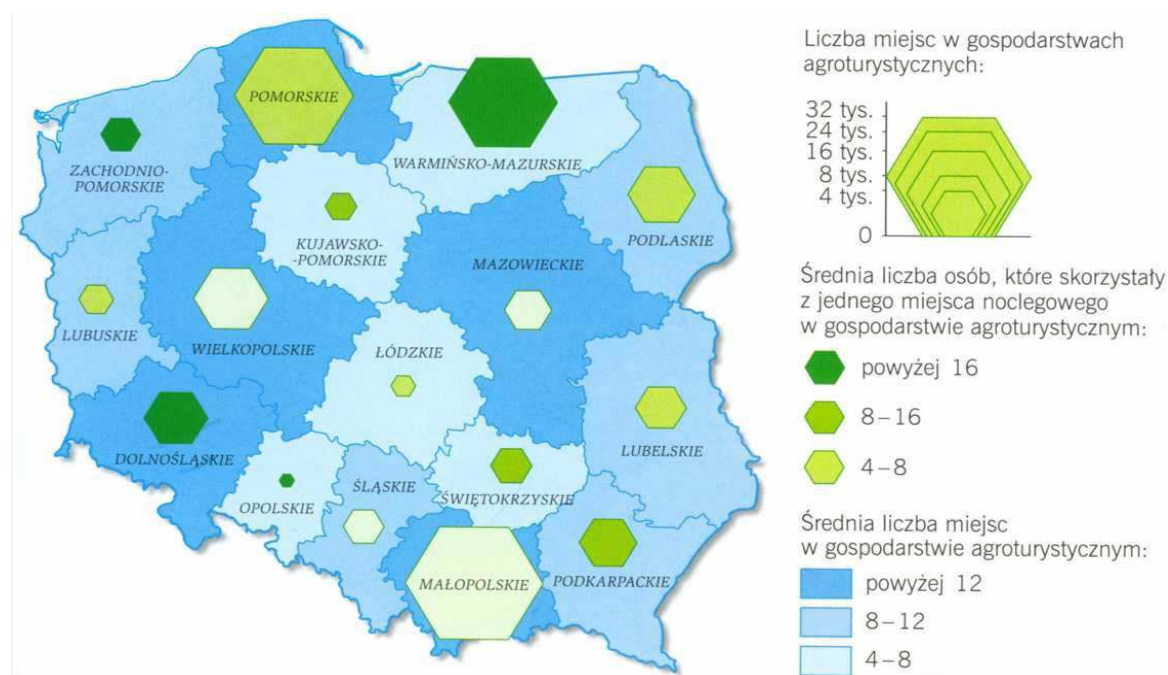 POMORSKIE
ZACHODNIO-
POMORSKIE
WARMIŃSKO-MAZURSKIE
PODLASKIE
KUJAWSKO-
-POMORSKIE
MAZOWIECKIE
LUBUSKIE
WIELKOPOLSKIE
ŁÓDZKIE
LUBELSKIE
DOLNOŚLĄSKIE
OPOLSKIE
ŚLĄSKIE
ŚWIĘTOKRZYSKIE
MAŁOPOLSKIE
PODKARPACKIE
Liczba miejsc w gospodarstwach
agroturystycznych:
32 tys.
24 tys.
16 tys.
8 tys.
4 tys.
0
Średnia liczba osób, które skorzystały
z jednego miejsca noclegowego
w gospodarstwie agroturystycznym:
powyżej 16
8–16
4–8
Średnia liczba miejsc
w gospodarstwie agroturystycznym:
powyżej 12
8–12
4–8